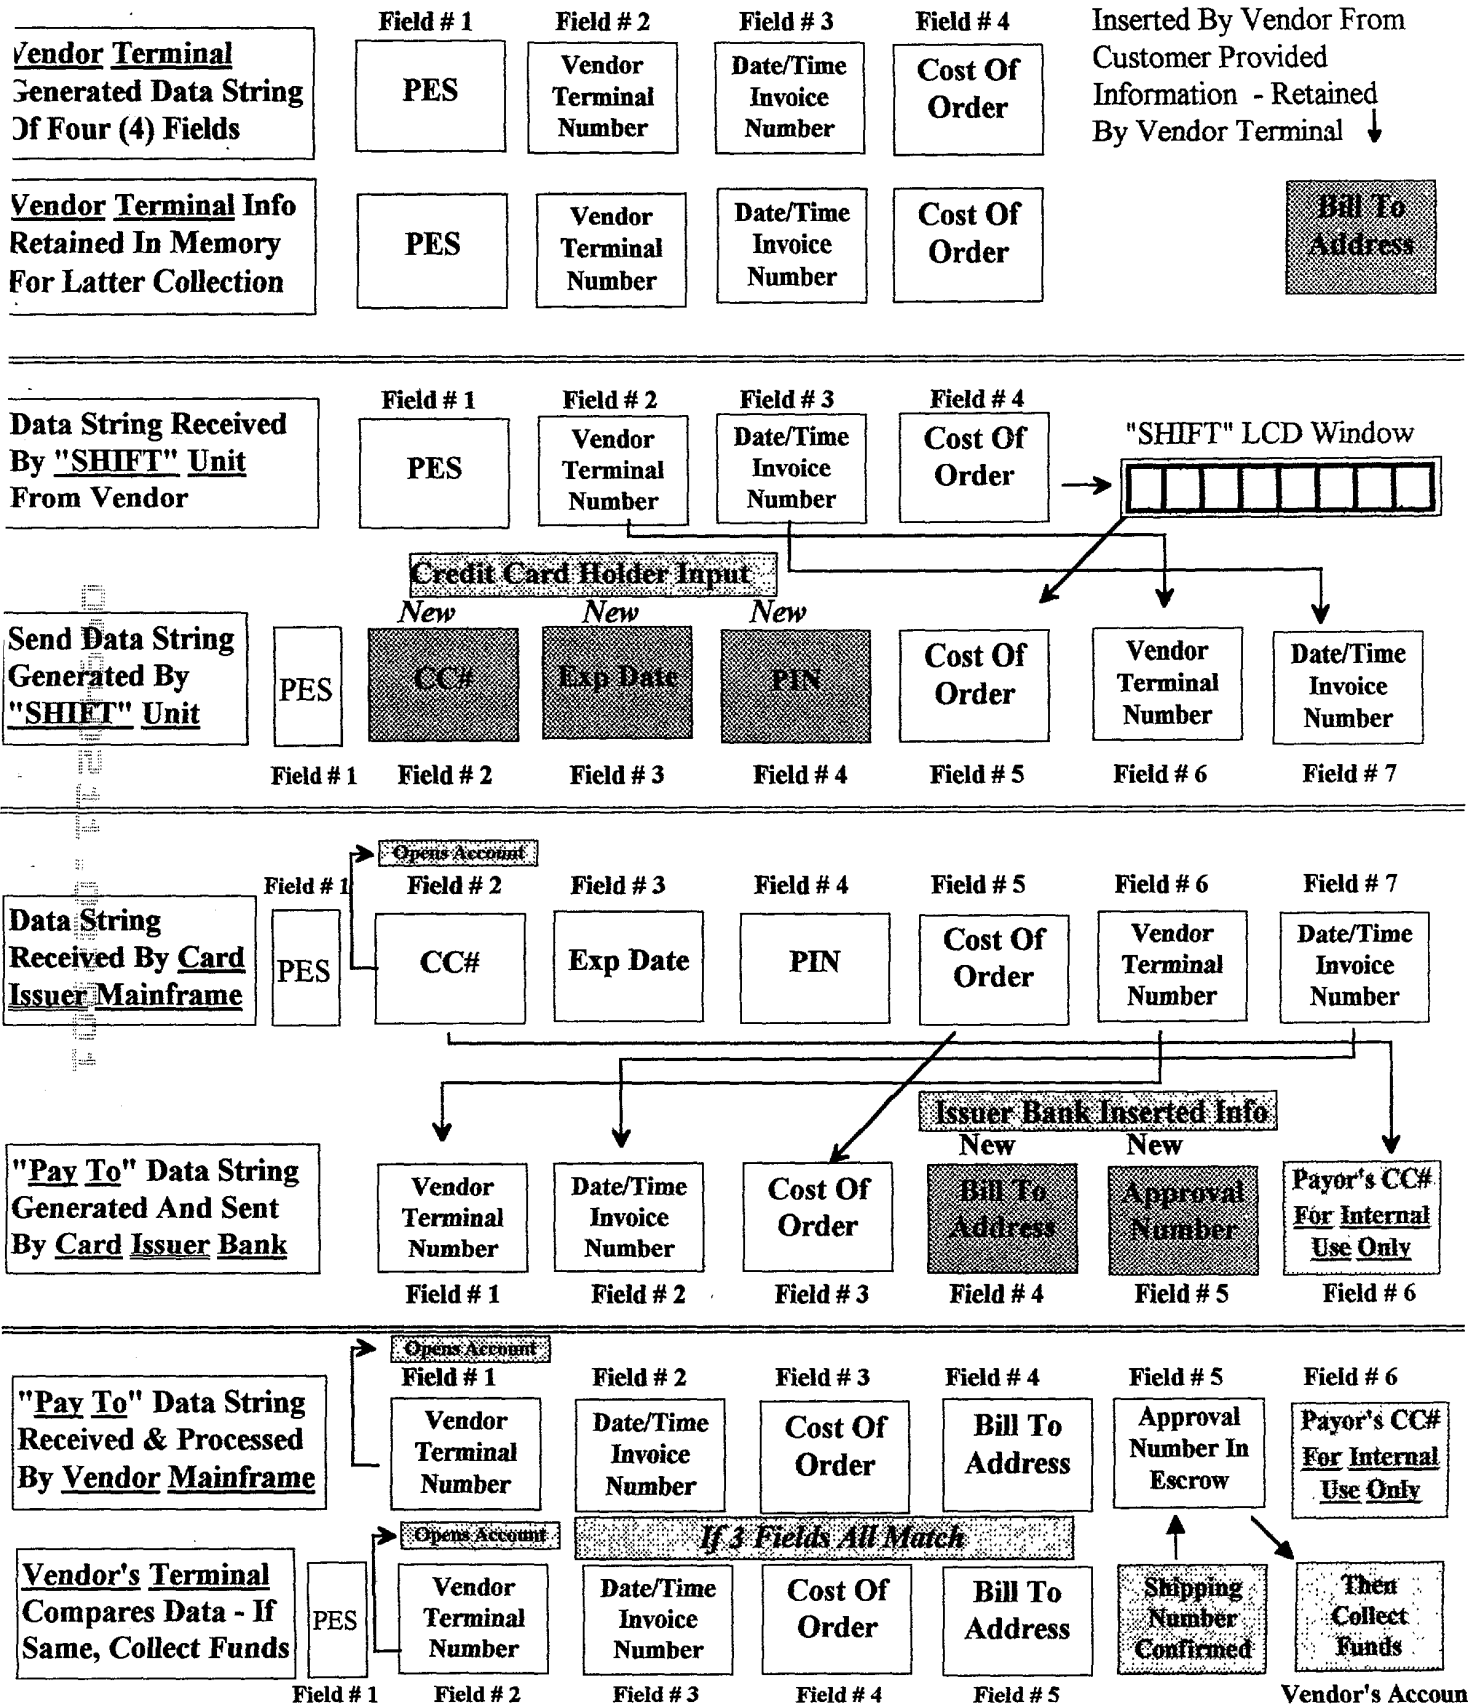 Field # 1
Field # 2
Field # 3
Field # 4
Inserted By Vendor From
Customer Provided
Information - Retained
By Vendor Terminal
Vendor Terminal
Generated Data String
Of Four (4) Fields
PES
Vendor
Terminal
Number
Date/Time
Invoice
Number
Cost Of
Order
Vendor Terminal Info
Retained In Memory
For Latter Collection
PES
Vendor
Terminal
Number
Date/Time
Invoice
Number
Cost Of
Order
Bill To
Address
Field # 1
Field # 2
Field # 3
Field # 4
Data String Received
By "SHIFT" Unit
From Vendor
PES
Vendor
Terminal
Number
Date/Time
Invoice
Number
Cost Of
Order
"SHIFT" LCD Window
Credit Card Holder Input
New
New
New
Send Data String
Generated By
"SHIFT" Unit
PES
CC#
Exp Date
PIN
Cost Of
Order
Vendor
Terminal
Number
Date/Time
Invoice
Number
Field # 1
Field # 2
Field # 3
Field # 4
Field # 5
Field # 6
Field # 7
Opens Account
Field # 1
Field # 2
Field # 3
Field # 4
Field # 5
Field # 6
Field # 7
Data String
Received By Card
Issuer Mainframe
PES
CC#
Exp Date
PIN
Cost Of
Order
Vendor
Terminal
Number
Date/Time
Invoice
Number
Issuer Bank Inserted Info
New
New
"Pay To" Data String
Generated And Sent
By Card Issuer Bank
Vendor
Terminal
Number
Date/Time
Invoice
Number
Cost Of
Order
Bill To
Address
Approval
Number
Payor's CC#
For Internal
Use Only
Field # 1
Field # 2
Field # 3
Field # 4
Field # 5
Field # 6
Opens Account
Field # 1
Field # 2
Field # 3
Field # 4
Field # 5
Field # 6
"Pay To" Data String
Received & Processed
By Vendor Mainframe
Vendor
Terminal
Number
Date/Time
Invoice
Number
Cost Of
Order
Bill To
Address
Approval
Number In
Escrow
Payor's CC#
For Internal
Use Only
Opens Account
If 3 Fields All Match
Vendor's Terminal
Compares Data - If
Same, Collect Funds
PES
Vendor
Terminal
Number
Date/Time
Invoice
Number
Cost Of
Order
Bill To
Address
Shipping
Number
Confirmed
Then
Collect
Funds
Field # 1
Field # 2
Field # 3
Field # 4
Field # 5
Vendor's Accoun